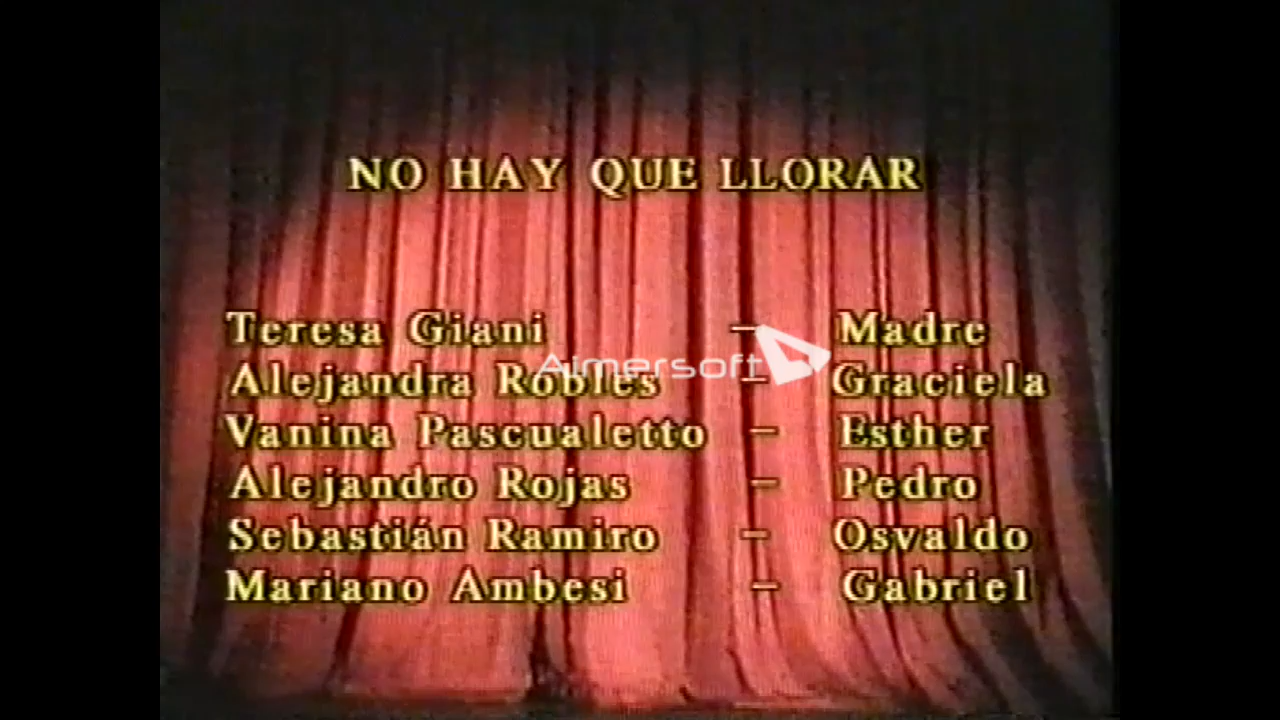 NO HAY QUE LLORAR
Teresa Giani - Madre
Aimersoft
Alejandra Robles - Graciela
Vanina Pascualetto - Esther
Alejandro Rojas - Pedro
Sebastián Ramiro - Osvaldo
Mariano Ambesi - Gabriel